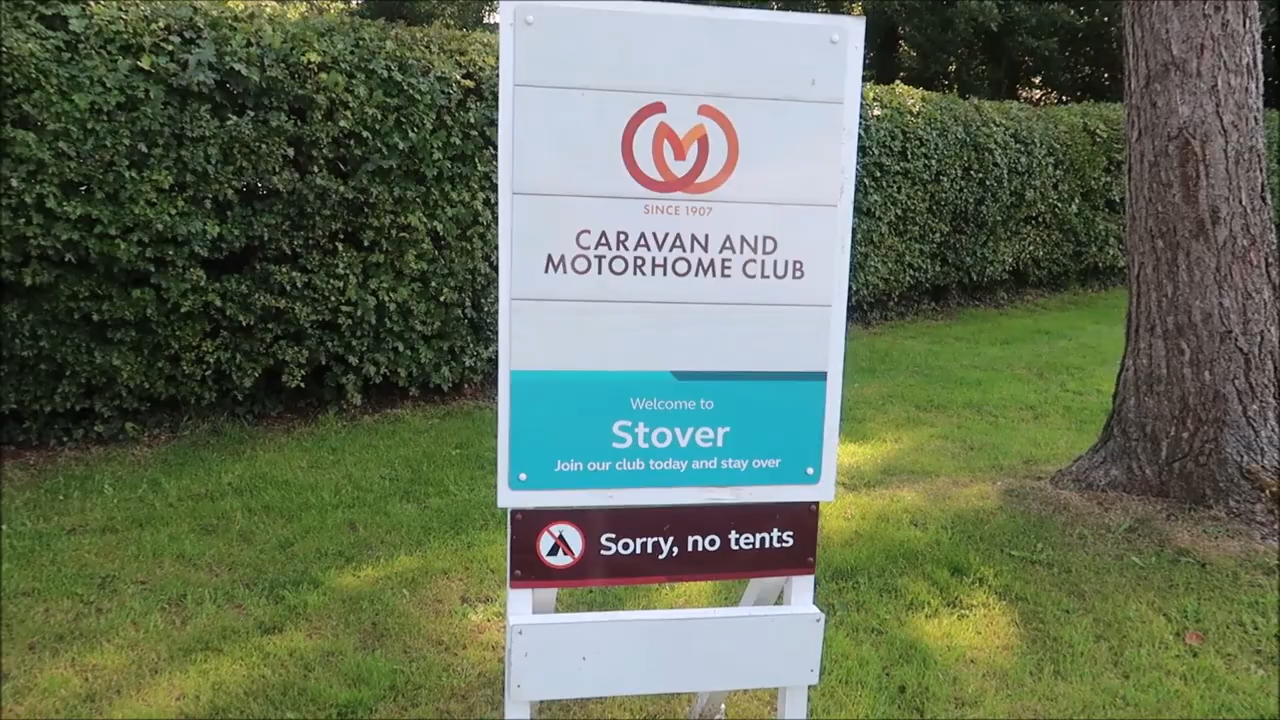 SINCE 1907
CARAVAN AND
MOTORHOME CLUB
Welcome to
Stover
Join our club today and stay over
Sorry, no tents